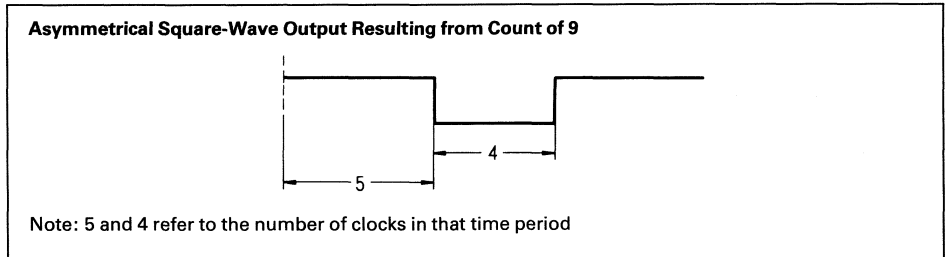 Asymmetrical Square-Wave Output Resulting from Count of 9
4
5
Note: 5 and 4 refer to the number of clocks in that time period